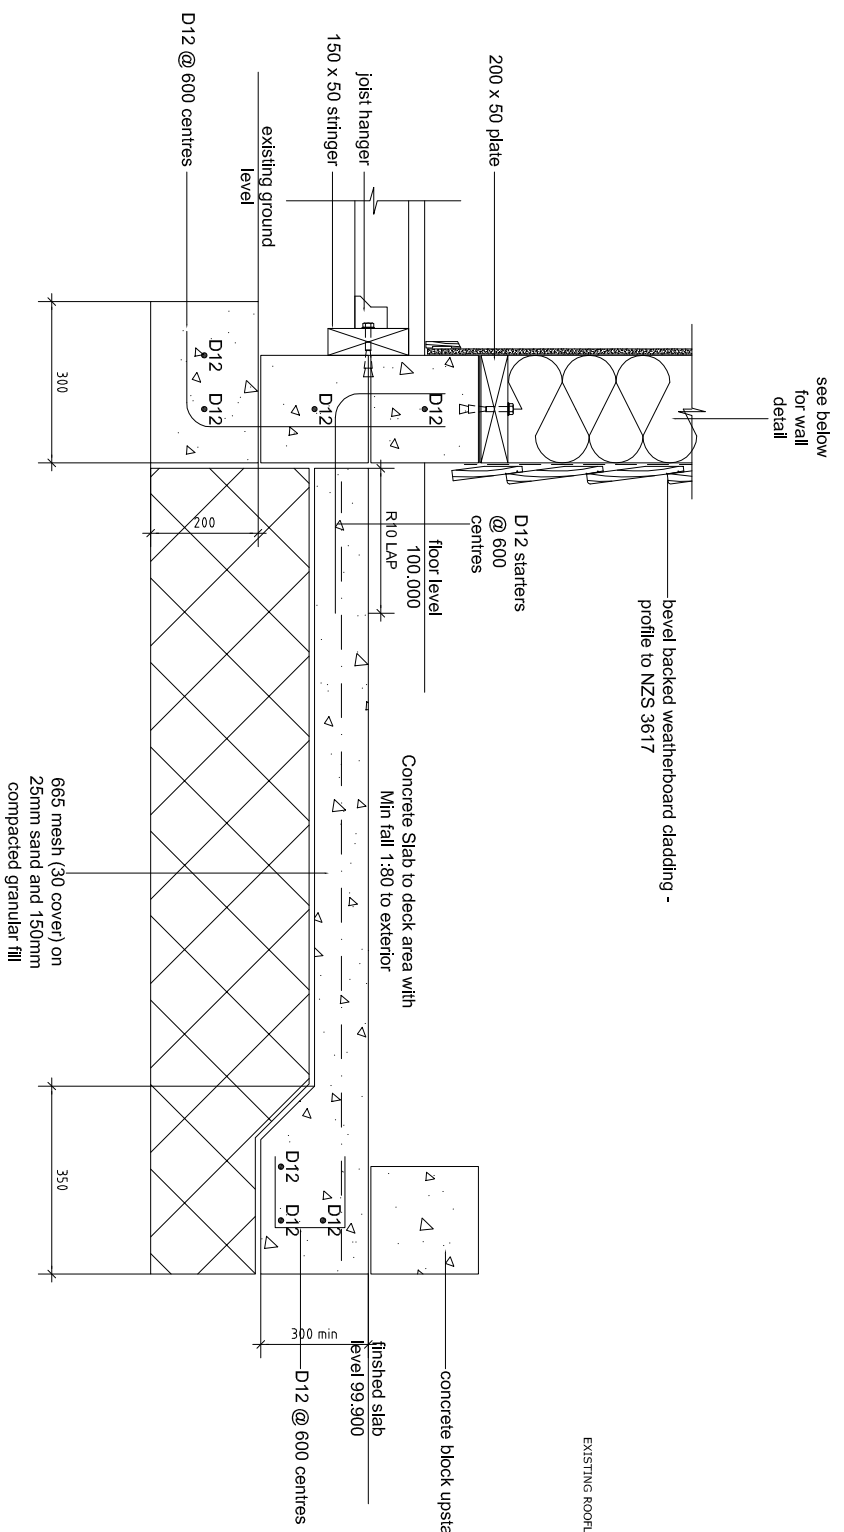 see below
for wall
detail
bevel backed weatherboard cladding -
profile to NZS 3617
EXISTING ROOFL
200 x 50 plate
D12 starters
@ 600
centres
concrete block upsta
floor level
100.000
Concrete Slab to deck area with
Min fall 1:80 to exterior
finshed slab
level 99.900
joist hanger
150 x 50 stringer
D12
R10 LAP
D12
D12
D12
D12
300 min
D12 @ 600 centres
existing ground
level
D12
D12
200
D12 @ 600 centres
300
350
665 mesh (30 cover) on
25mm sand and 150mm
compacted granular fill